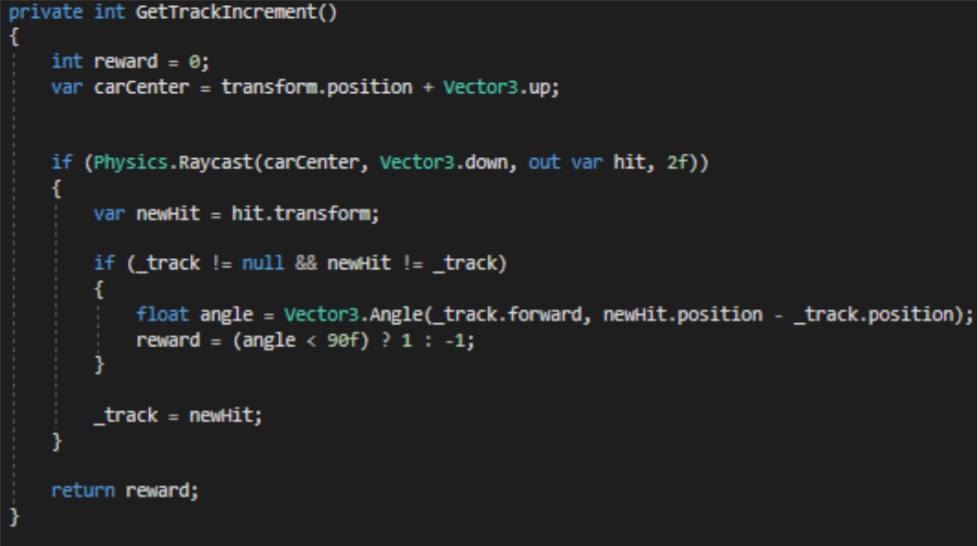 private int GetTrackIncrement()
{
int reward = 0;
var carCenter = transform.position + Vector3.up;
if (Physics.Raycast(carCenter, Vector3.down, out var hit, 2f))
{
var newHit = hit.transform;
if (_track != null && newHit != _track)
{
float angle = Vector3.Angle(_track.forward, newHit.position - _track.position);
reward = (angle < 90f) ? 1 : -1;
}
_track = newHit;
}
return reward;
}